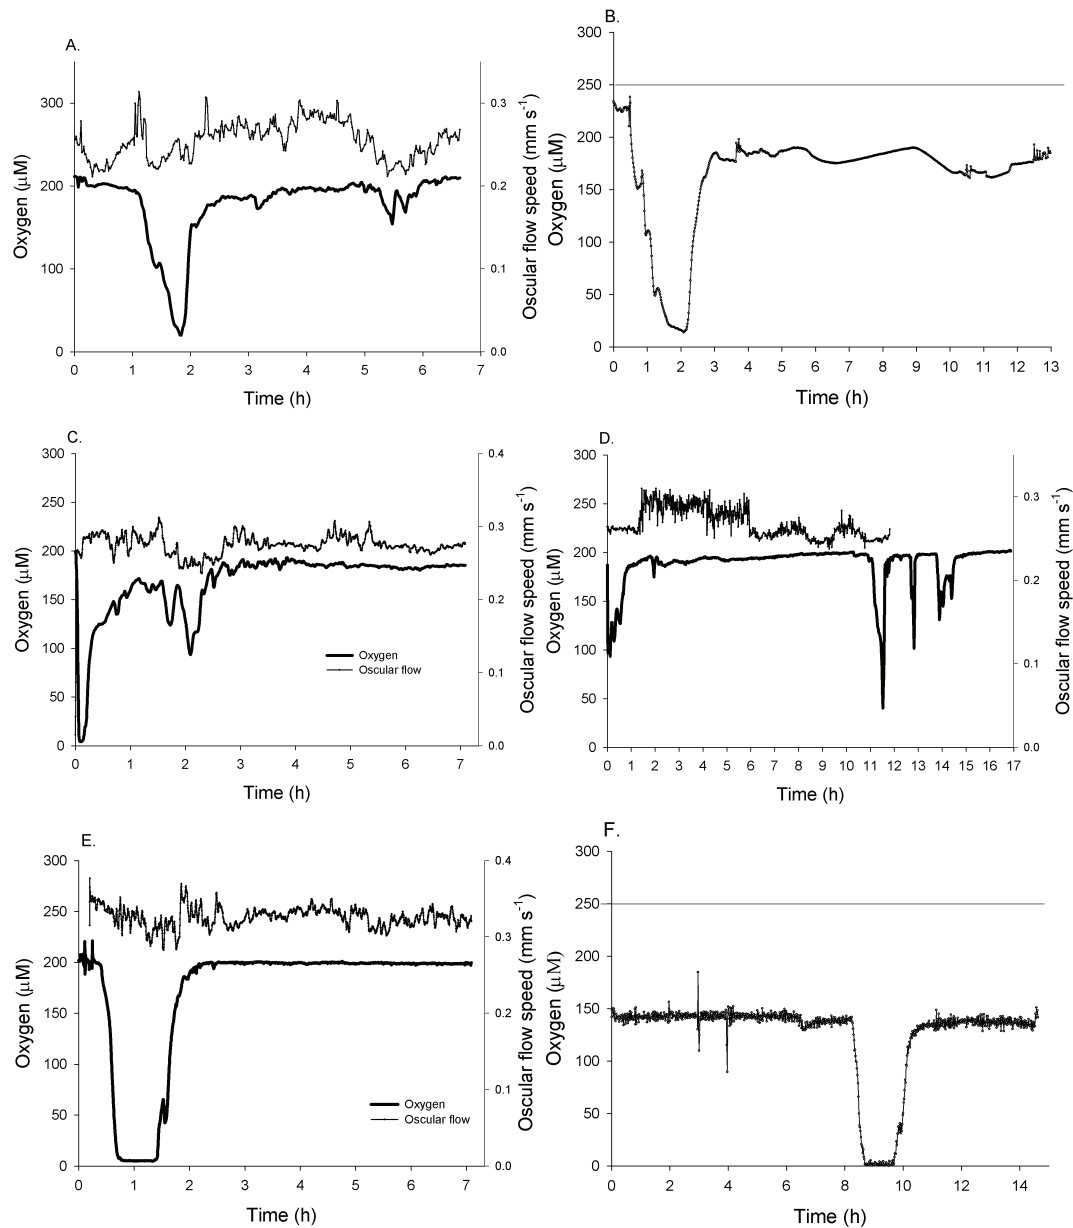 A.
300
200
100
0
Oxygen (µM)
0.3
0.2
0.1
0.0
Oscular flow speed (mm s-1)
0 1 2 3 4 5 6 7
Time (h)
B.
300
250
200
150
100
50
0
Oxygen (µM)
0 1 2 3 4 5 6 7 8 9 10 11 12 13
Time (h)
C.
300
250
200
150
100
50
0
Oxygen (µM)
0.4
0.3
0.2
0.1
0.0
Oscular flow speed (mm s-1)
Oxygen
Oscular flow
0 1 2 3 4 5 6 7
Time (h)
D.
300
250
200
150
100
50
0
Oxygen (µM)
0.3
0.2
0.1
0.0
Oscular flow speed (mm s-1)
0 1 2 3 4 5 6 7 8 9 10 11 12 13 14 15 16 17
Time (h)
E.
300
250
200
150
100
50
0
Oxygen (µM)
0.4
0.3
0.2
0.1
0.0
Oscular flow speed (mm s-1)
Oxygen
Oscular flow
0 1 2 3 4 5 6 7
Time (h)
F.
300
250
200
150
100
50
0
Oxygen (µM)
0 2 4 6 8 10 12 14
Time (h)